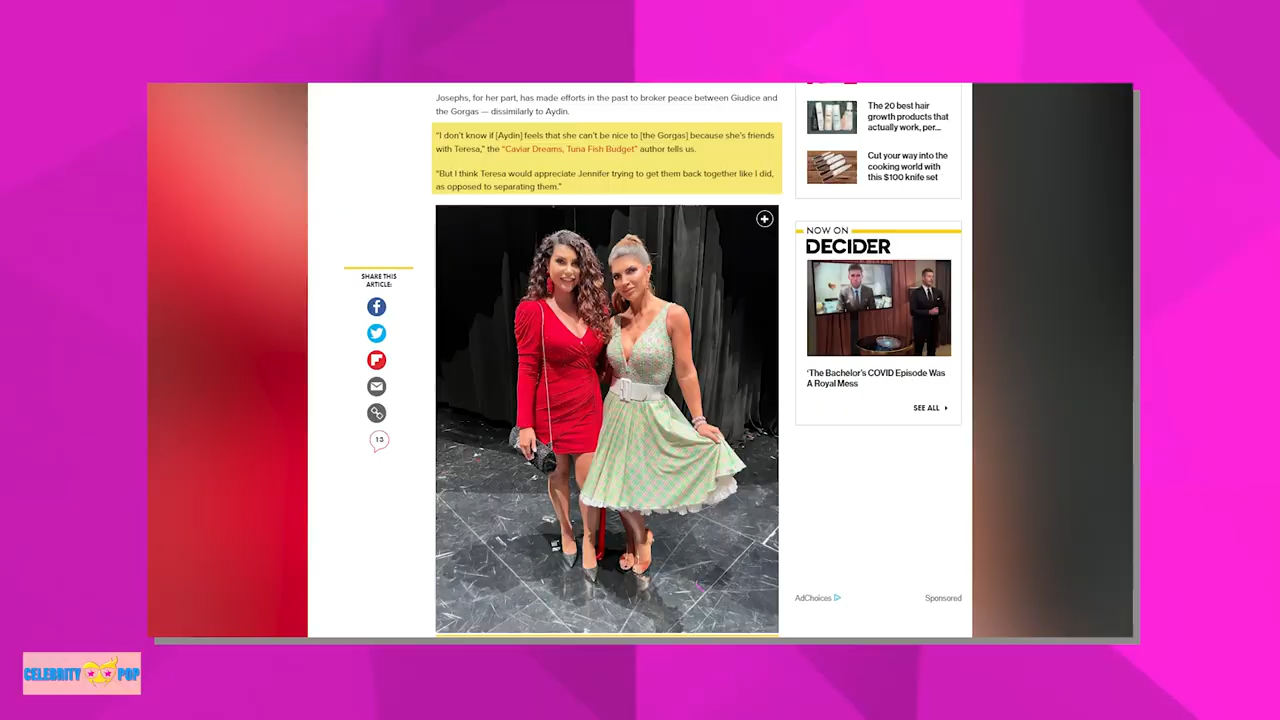 Josephs, for her part, has made efforts in the past to broker peace between Giudice and
the Gorgas — dissimilarly to Aydin.
“I don’t know if [Aydin] feels that she can’t be nice to [the Gorgas] because she’s friends
with Teresa,” the “Caviar Dreams, Tuna Fish Budget” author tells us.
“But I think Teresa would appreciate Jennifer trying to get them back together like I did,
as opposed to separating them.”
SHARE THIS
ARTICLE:
13
The 20 best hair
growth products that
actually work, per...
Cut your way into the
cooking world with
this $100 knife set
NOW ON
DECIDER
‘The Bachelor’s COVID Episode Was
A Royal Mess
SEE ALL
AdChoices
Sponsored
CELEBRITY POP